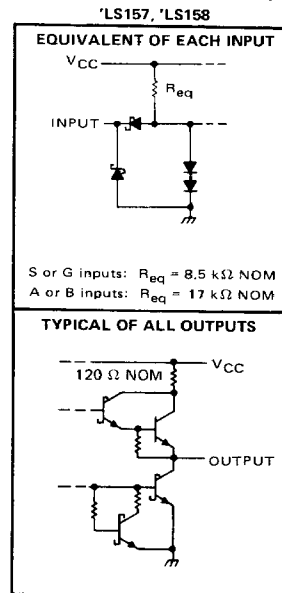 'LS157, 'LS158
EQUIVALENT OF EACH INPUT
VCC
Req
INPUT
S or G inputs: Req = 8.5 kΩ NOM
A or B inputs: Req = 17 kΩ NOM
TYPICAL OF ALL OUTPUTS
VCC
120 Ω NOM
OUTPUT